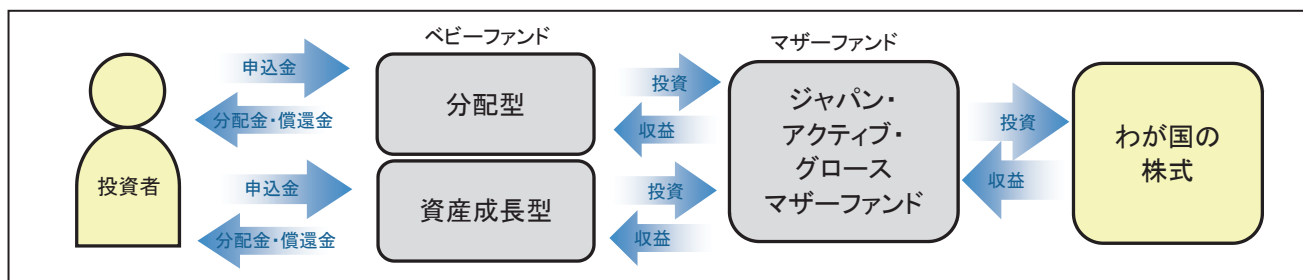 ベビーファンド
マザーファンド
投資者
申込金
分配金・償還金
申込金
分配金・償還金
分配型
資産成長型
投資
収益
投資
収益
ジャパン・
アクティブ・
グロース
マザーファンド
投資
収益
わが国の
株式